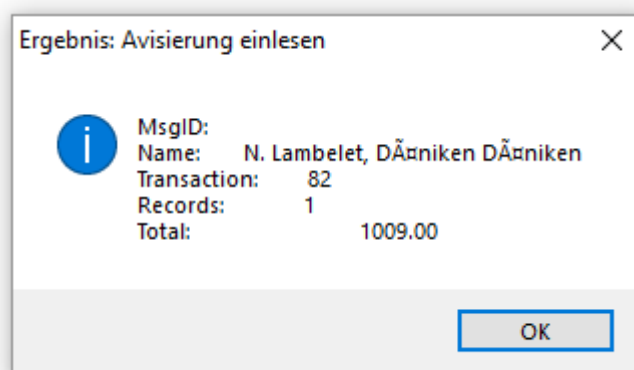 Ergebnis: Avisierung einlesen
MsgID:
Name: N. Lambelet, DÃ¤niken DÃ¤niken
Transaction: 82
Records: 1
Total: 1009.00
OK